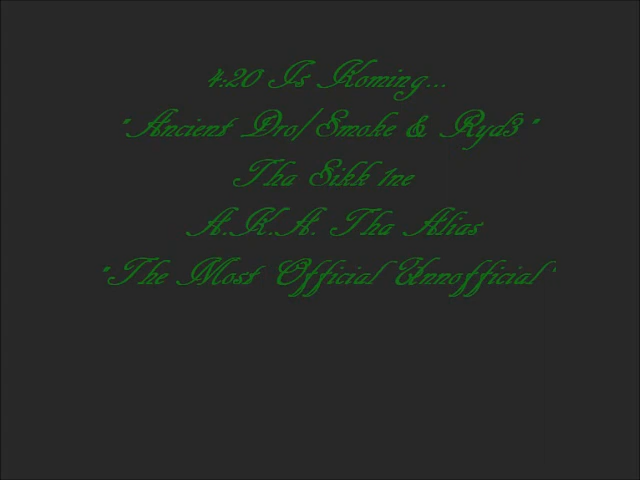 4:20 Is Koming...
"Ancient Dro/Smoke & Ryd3"
Tha Sikk 1ne
A.K.A. Tha Alias
"The Most Official Unnofficial'